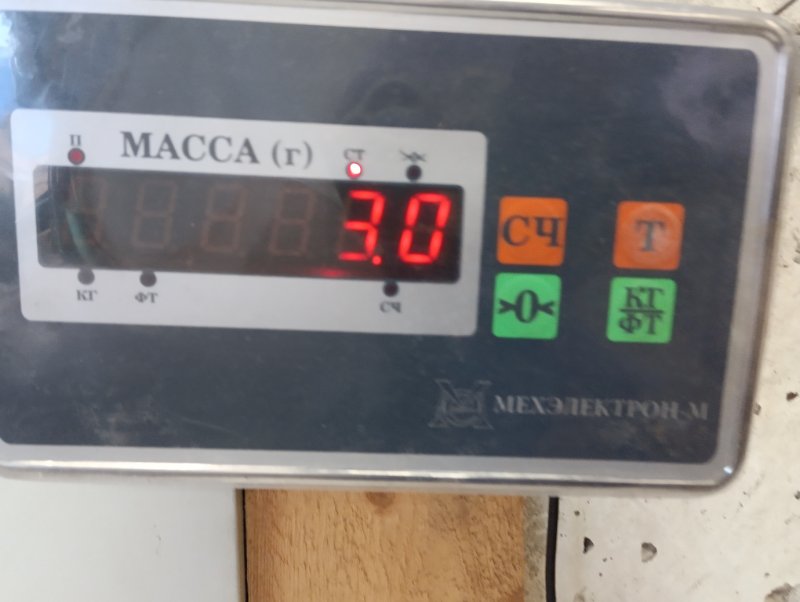 П МАССА (г) СТ
3.0
КГ ФТ СЧ
СЧ Т
>0< КГ/ФТ
МЕХЭЛЕКТРОН-М